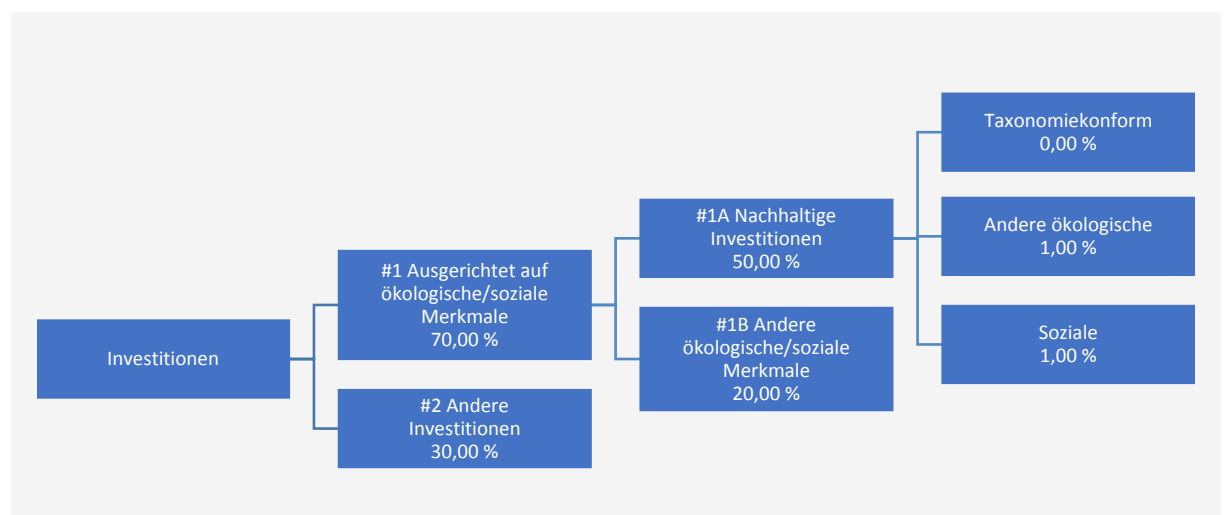 Investitionen
#1 Ausgerichtet auf
ökologische/soziale
Merkmale
70,00 %
#2 Andere
Investitionen
30,00 %
#1A Nachhaltige
Investitionen
50,00 %
#1B Andere
ökologische/soziale
Merkmale
20,00 %
Taxonomiekonform
0,00 %
Andere ökologische
1,00 %
Soziale
1,00 %